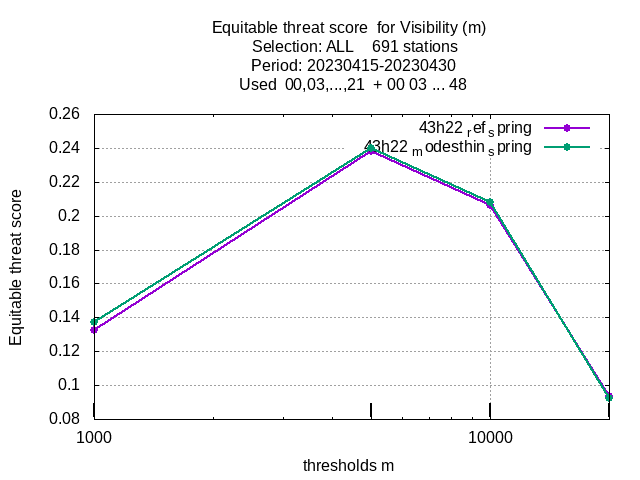 Equitable threat score  for Visibility (m)
Selection: ALL    691 stations
Period: 20230415-20230430
Used  00,03,...,21  + 00 03 ... 48
43h22 ref spring
43h22 modesthin spring
0.26
0.24
0.22
0.2
0.18
0.16
0.14
0.12
0.1
0.08
Equitable threat score
1000
10000
thresholds m